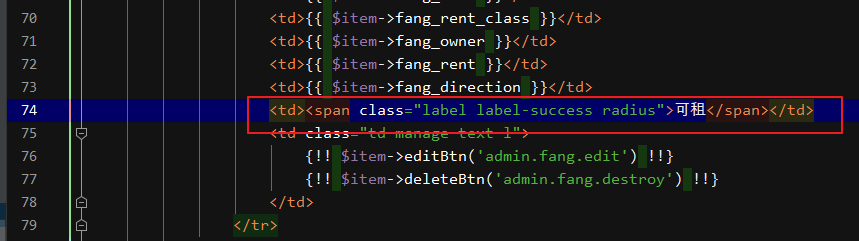 70 <td>{{ $item->fang_rent_class }}</td>
71 <td>{{ $item->fang_owner }}</td>
72 <td>{{ $item->fang_rent }}</td>
73 <td>{{ $item->fang_direction }}</td>
74 <td><span class="label label-success radius">可租</span></td>
75 <td class="td-manage text-l">
76 {!! $item->editBtn('admin.fang.edit') !!}
77 {!! $item->deleteBtn('admin.fang.destroy') !!}
78 </td>
79 </tr>